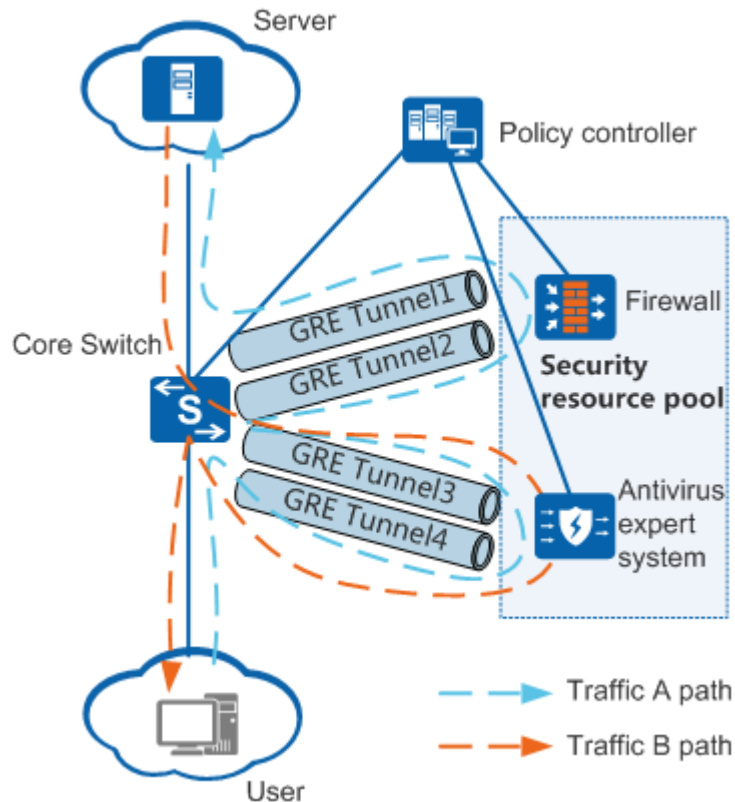 Server
Policy controller
GRE Tunnel1
Firewall
Core Switch
GRE Tunnel2
Security
resource pool
S
GRE Tunnel3
Antivirus
expert
system
GRE Tunnel4
Traffic A path
Traffic B path
User